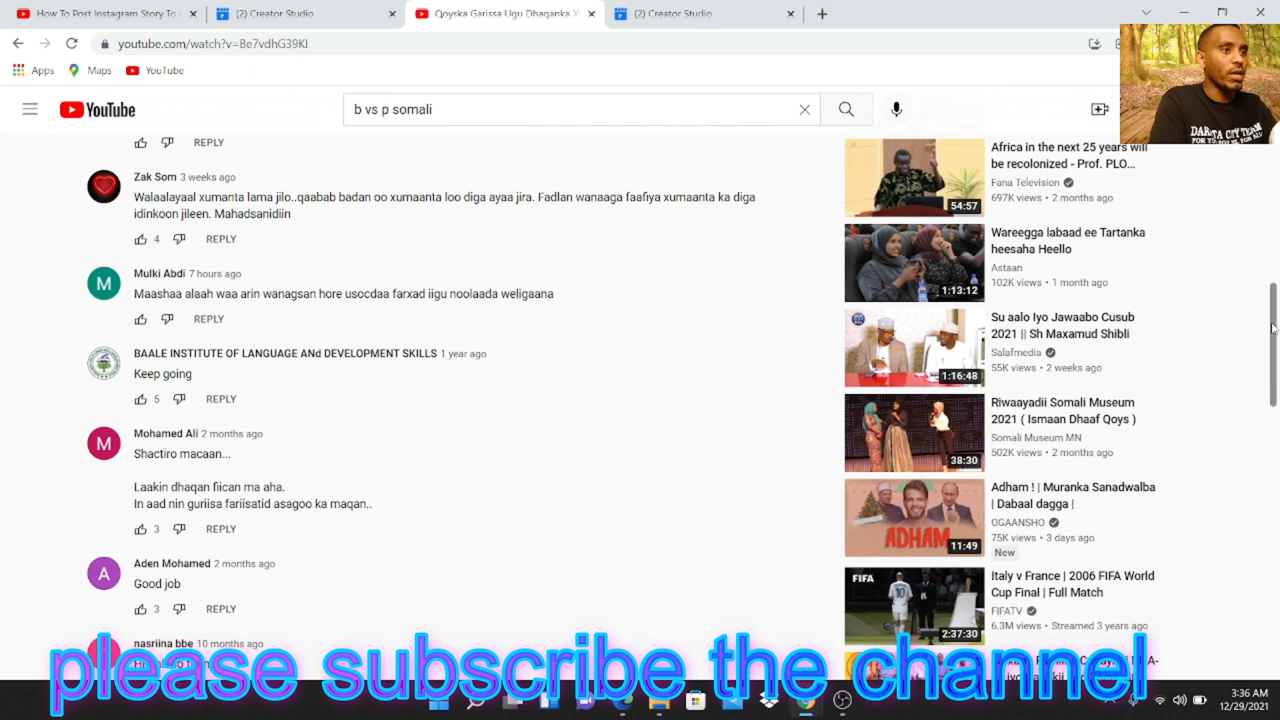 How To Post Instagram Story To
(2) Creator Studio
Qoyska Garissa Ugu Dhaqanka X
(2) Creator Studio
youtube.com/watch?v=Be7vdhG39KI
Apps
Maps
YouTube
YouTube
b vs p somali
REPLY
Zak Som 3 weeks ago
Walaalayaal xumanta lama jilo..qaabab badan oo xumaanta loo diga ayaa jira. Fadlan wanaaga faafiya xumaanta ka diga
idinkoon jileen. Mahadsanidiin
4 REPLY
M
Mulki Abdi 7 hours ago
Maashaa alaah waa arin wanagsan hore usoccdaa farxad iigu noolaada weligaana
REPLY
BAALE INSTITUTE OF LANGUAGE ANd DEVELOPMENT SKILLS 1 year ago
Keep going
5 REPLY
M
Mohamed Ali 2 months ago
Shactiro macaan...
Laakin dhaqan fiican ma aha.
In aad nin guriisa fariisatid asagoo ka maqan..
3 REPLY
A
Aden Mohamed 2 months ago
Good job
3 REPLY
nasriina bbe 10 months ago
Africa in the next 25 years will
be recolonized - Prof. PLO...
Fana Television
697K views • 2 months ago
54:57
Wareegga labaad ee Tartanka
heesaha Heello
Astaan
102K views • 1 month ago
1:13:12
Su aalo Iyo Jawaabo Cusub
2021 || Sh Maxamud Shibli
Salafmedia
55K views • 2 weeks ago
1:16:48
Riwaayadii Somali Museum
2021 ( Ismaan Dhaaf Qoys )
Somali Museum MN
502K views • 2 months ago
38:30
Adham ! | Muranka Sanadwalba
| Dabaal dagga |
OGAANSHO
75K views • 3 days ago
New
ADHAM
11:49
Italy v France | 2006 FIFA World
Cup Final | Full Match
FIFATV
6.3M views • Streamed 3 years ago
FIFA
10
2:37:30
please subscribe the channel
3:36 AM
12/29/2021